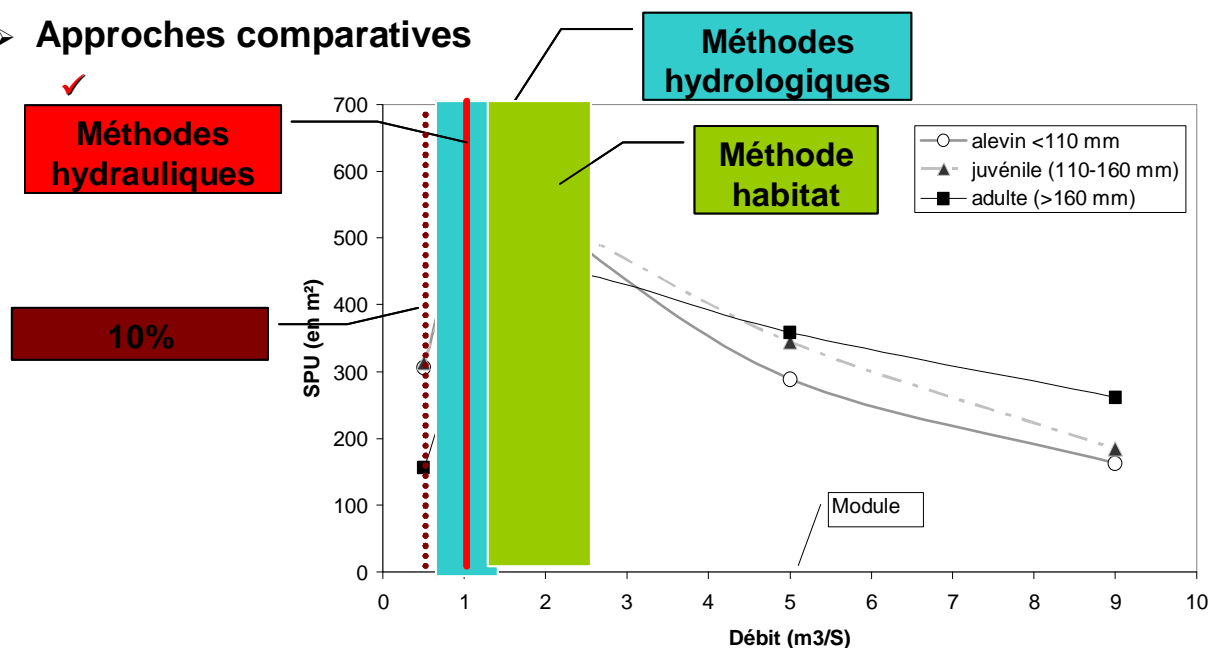 Approches comparatives
Méthodes
hydrologiques
Méthodes
hydrauliques
Méthode
habitat
alevin <110 mm
juvénile (110-160 mm)
adulte (>160 mm)
10%
SPU (en m²)
700
600
500
400
300
200
100
0
Module
0 1 2 3 4 5 6 7 8 9 10
Débit (m3/S)